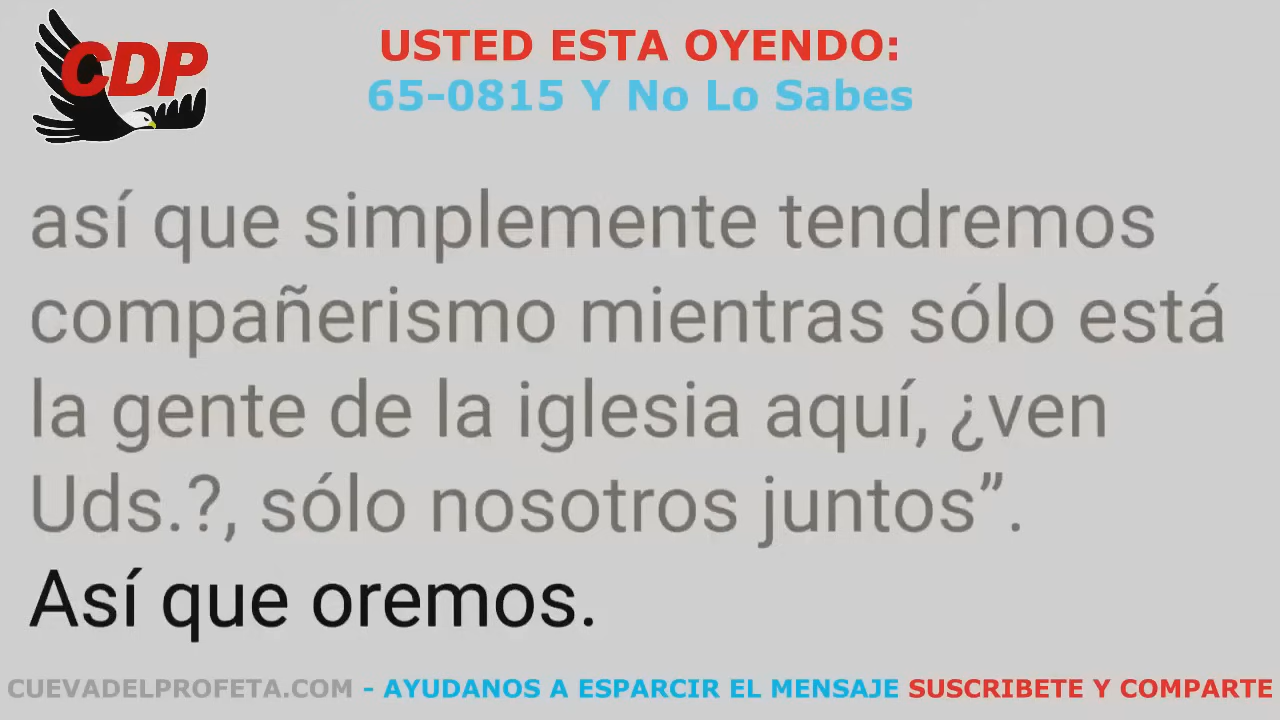 CDP
USTED ESTA OYENDO:
65-0815 Y No Lo Sabes
así que simplemente tendremos
compañerismo mientras sólo está
la gente de la iglesia aquí, ¿ven
Uds.?, sólo nosotros juntos”.
Así que oremos.
CUEVADELPROFETA.COM - AYUDANOS A ESPARCIR EL MENSAJE SUSCRIBETE Y COMPARTE